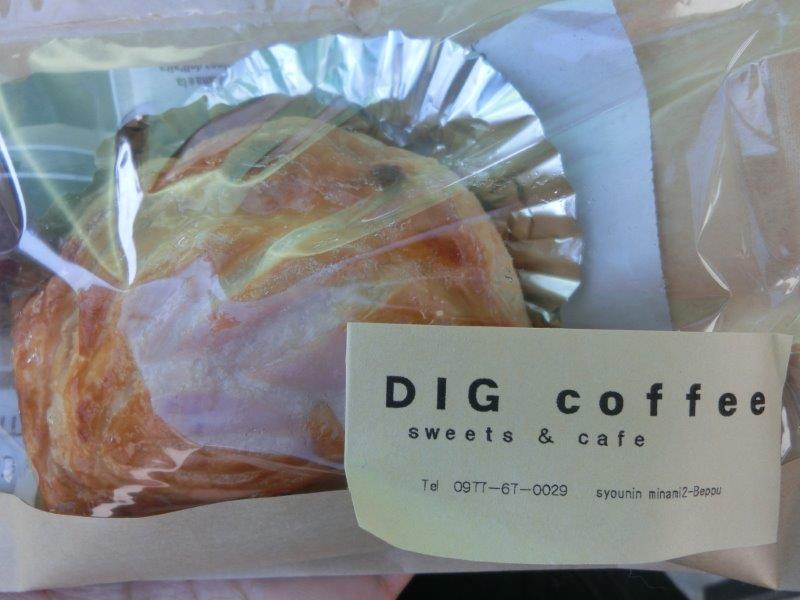 DIG coffee
sweets & cafe
Tel 0977-67-0029 syounin minami2-Beppu